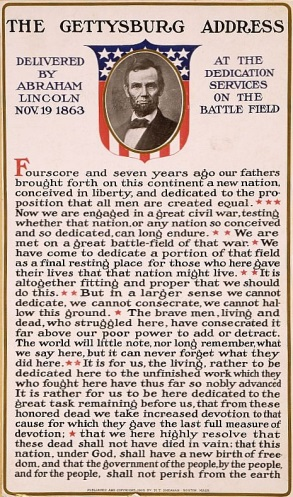 THE GETTYSBURG ADDRESS
DELIVERED
BY
ABRAHAM
LINCOLN
NOV. 19 1863
AT THE
DEDICATION
SERVICES
ON THE
BATTLE FIELD
Fourscore and seven years ago our fathers
brought forth on this continent a new nation,
conceived in liberty, and dedicated to the pro-
position that all men are created equal. ★★★
Now we are engaged in a great civil war, testing
whether that nation, or any nation so conceived
and so dedicated, can long endure. ★★ We are
met on a great battle-field of that war. ★ We
have come to dedicate a portion of that field
as a final resting place for those who here gave
their lives that that nation might live. ★★ It is
altogether fitting and proper that we should
do this. ★★ But in a larger sense we cannot
dedicate, we cannot consecrate, we cannot hal-
low this ground. ★ The brave men, living and
dead, who struggled here, have consecrated it
far above our poor power to add or detract.
The world will little note, nor long remember, what
we say here, but it can never forget what they
did here. ★★ It is for us, the living, rather to be
dedicated here to the unfinished work which they
who fought here have thus far so nobly advanced
It is rather for us to be here dedicated to the
great task remaining before us, that from these
honored dead we take increased devotion to that
cause for which they gave the last full measure of
devotion; ★ that we here highly resolve that
these dead shall not have died in vain; that this
nation, under God, shall have a new birth of free-
dom, and that the government of the people, by the people,
and for the people, shall not perish from the earth